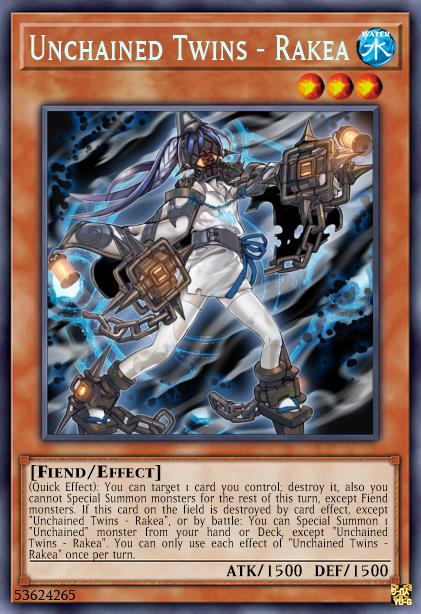 UNCHAINED TWINS - RAKEA
WATER
水
[FIEND/EFFECT]
(Quick Effect): You can target 1 card you control; destroy it, also you
cannot Special Summon monsters for the rest of this turn, except Fiend
monsters. If this card on the field is destroyed by card effect, except
"Unchained Twins - Rakea", or by battle: You can Special Summon 1
"Unchained" monster from your hand or Deck, except "Unchained
Twins - Rakea". You can only use each effect of "Unchained Twins -
Rakea" once per turn.
ATK/1500 DEF/1500
53624265